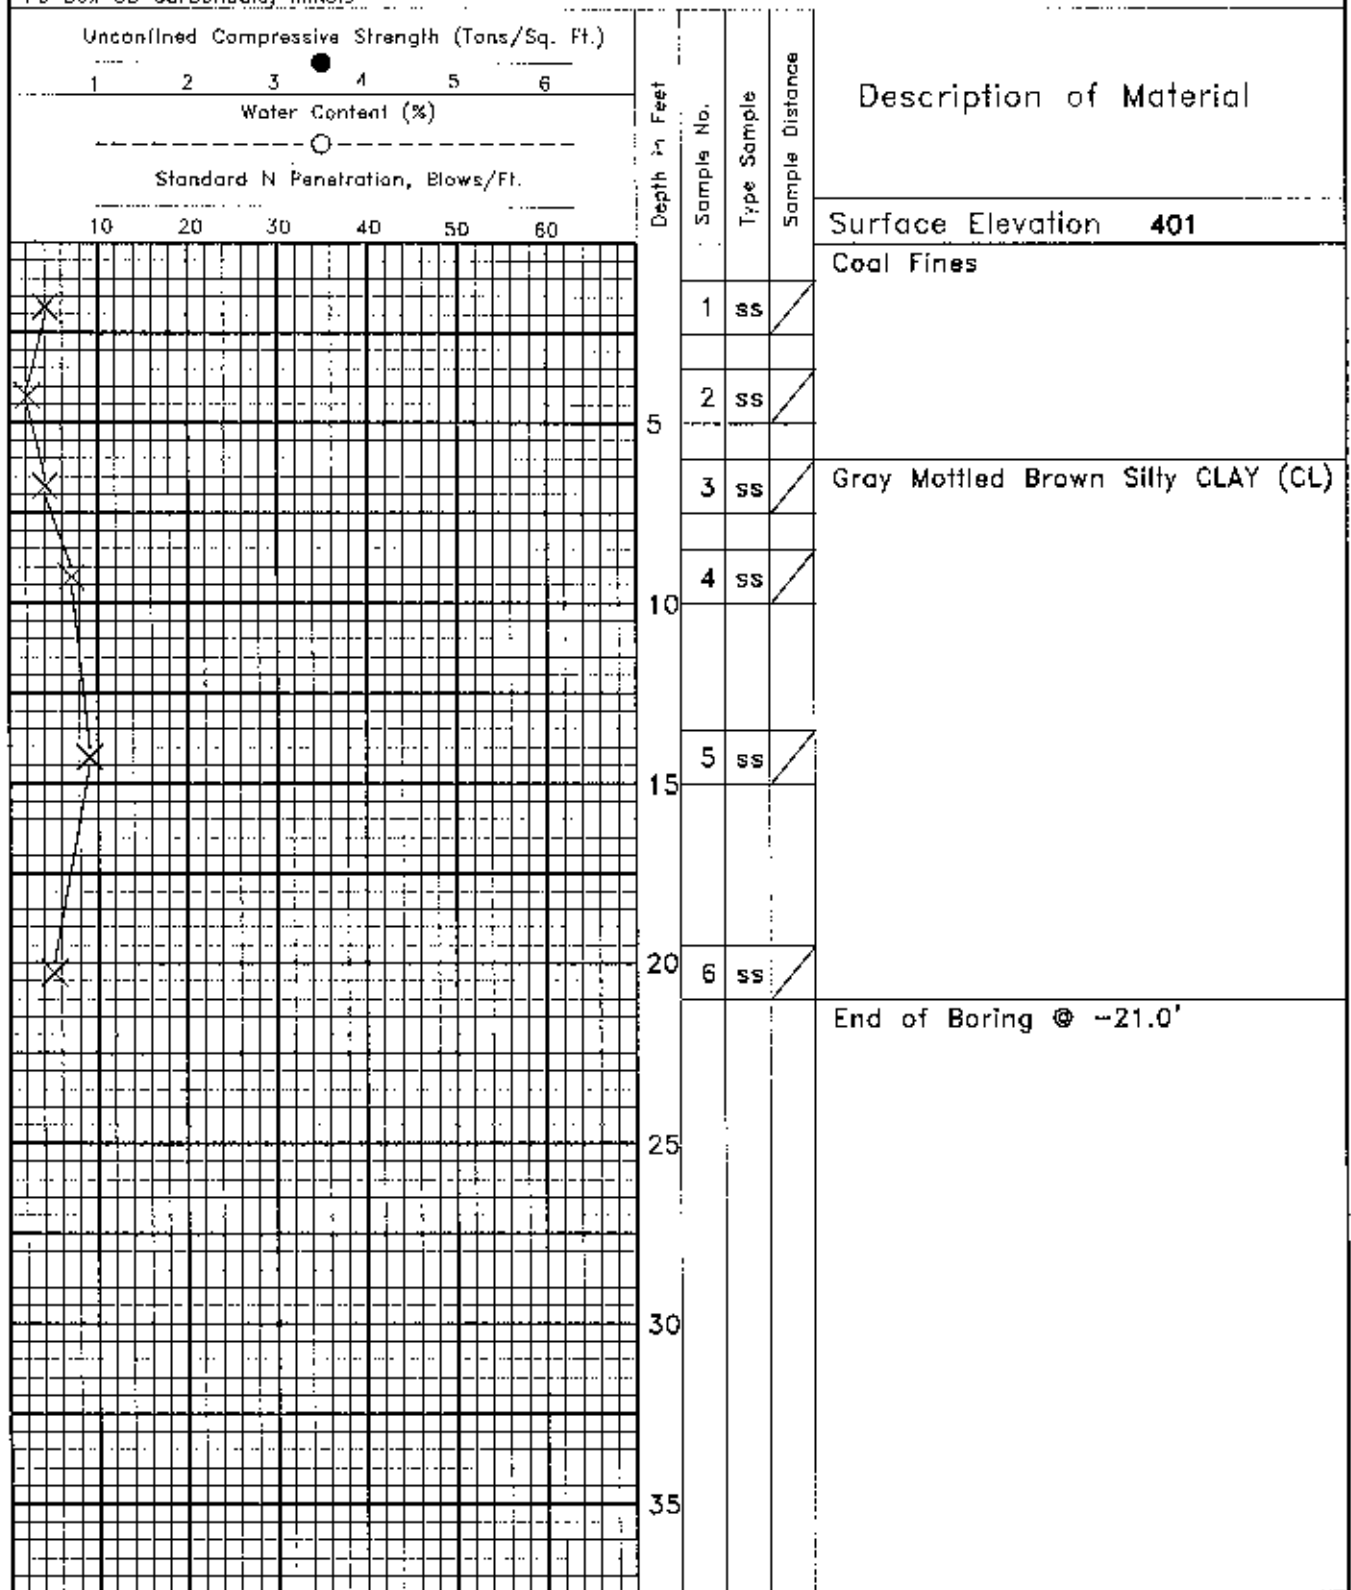 Unconfined Compressive Strength (Tons/Sq. Ft.)
1 2 3 4 5 6
Water Content (%)
Standard N Penetration, Blows/Ft.
10 20 30 40 50 60
Depth in Feet
Sample No.
Type Sample
Sample Distance
Description of Material
Surface Elevation 401
Coal Fines
1 ss
2 ss
5
3 ss
Gray Mottled Brown Silty CLAY (CL)
4 ss
10
5 ss
15
20
6 ss
End of Boring @ -21.0'
25
30
35